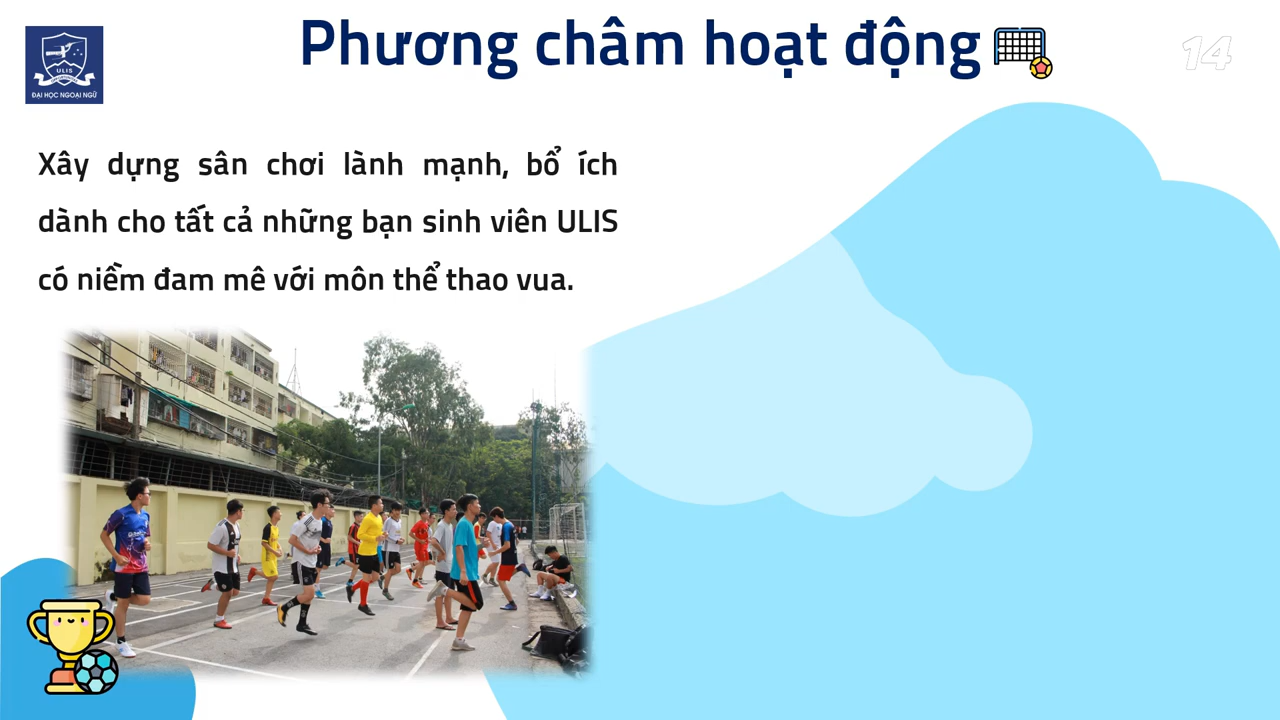 Phương châm hoạt động
14
ULIS
ĐẠI HỌC NGOẠI NGỮ
Xây dựng sân chơi lành mạnh, bổ ích
dành cho tất cả những bạn sinh viên ULIS
có niềm đam mê với môn thể thao vua.